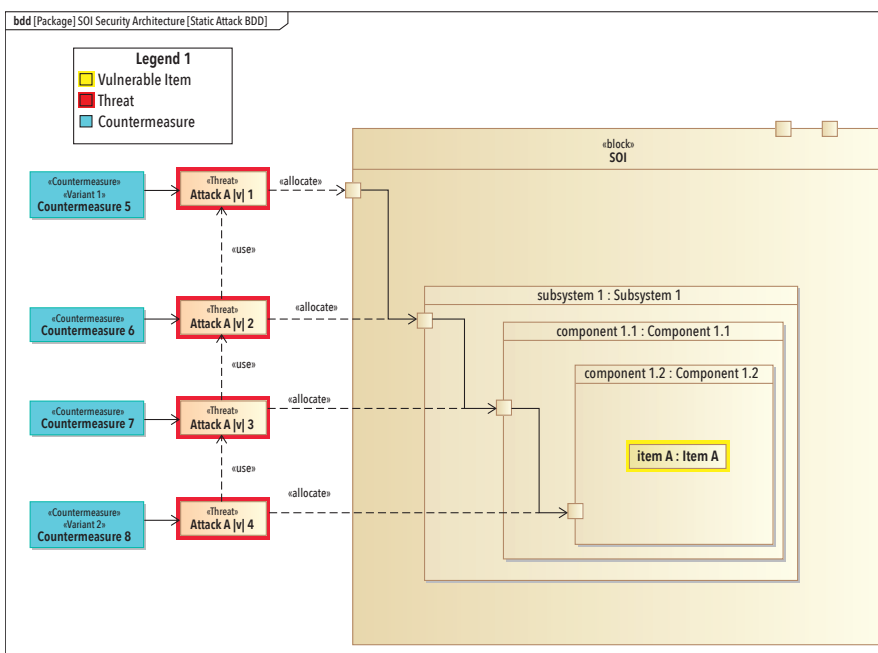 bdd [Package] SOI Security Architecture [Static Attack BDD]
Legend 1
Vulnerable Item
Threat
Countermeasure
«block»
SOI
«Countermeasure»
«Variant 1»
Countermeasure 5
«Threat»
Attack A |v| 1
«allocate»
«use»
subsystem 1 : Subsystem 1
«Countermeasure»
Countermeasure 6
«Threat»
Attack A |v| 2
«allocate»
component 1.1 : Component 1.1
«use»
component 1.2 : Component 1.2
«Countermeasure»
Countermeasure 7
«Threat»
Attack A |v| 3
«allocate»
item A : Item A
«use»
«Countermeasure»
«Variant 2»
Countermeasure 8
«Threat»
Attack A |v| 4
«allocate»